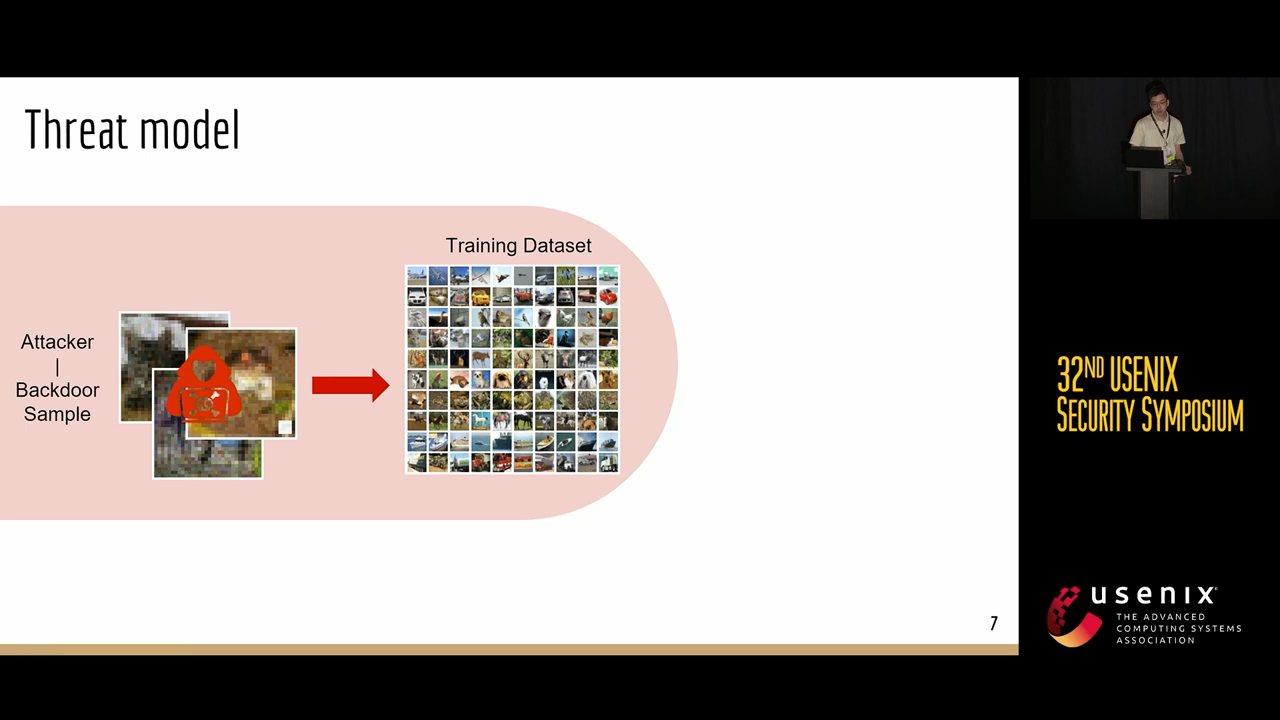 Threat model
Training Dataset
Attacker
|
Backdoor
Sample
7
32ND USENIX
SECURITY SYMPOSIUM
usenix
THE ADVANCED
COMPUTING SYSTEMS
ASSOCIATION